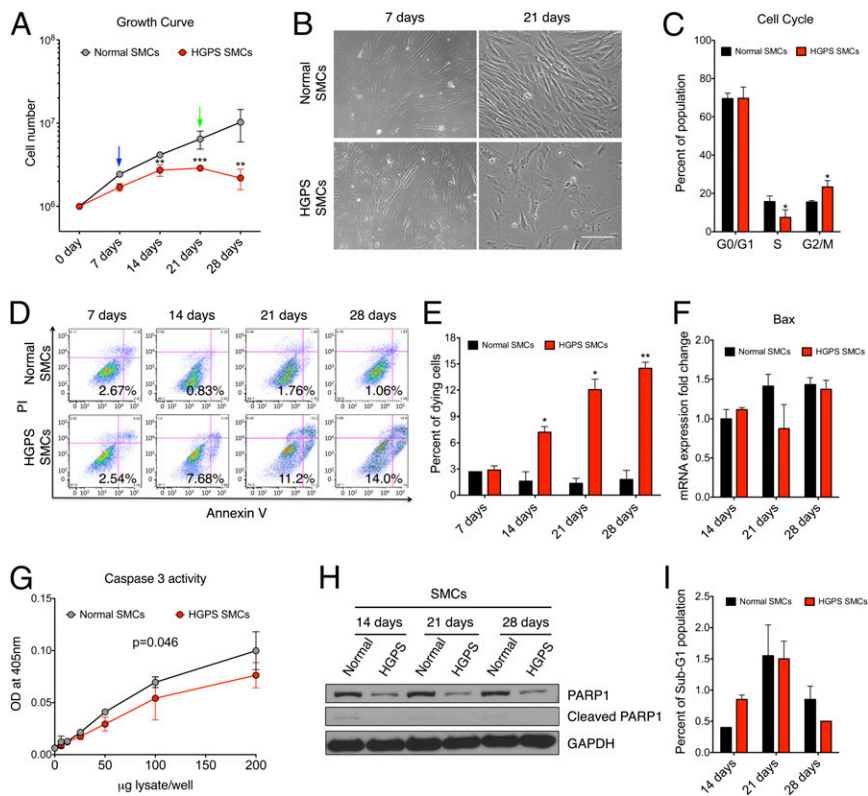 A
Growth Curve
Normal SMCs
HGPS SMCs
Cell number
10⁸
10⁷
10⁶
**
***
**
0 day
7 days
14 days
21 days
28 days
B
7 days
21 days
Normal SMCs
HGPS SMCs
C
Cell Cycle
Normal SMCs
HGPS SMCs
Percent of population
100
80
60
40
20
0
*
*
G0/G1
S
G2/M
D
7 days
14 days
21 days
28 days
Normal SMCs
2.67%
0.83%
1.76%
1.06%
PI
HGPS SMCs
2.54%
7.68%
11.2%
14.0%
Annexin V
E
Normal SMCs
HGPS SMCs
Percent of dying cells
18
15
12
9
6
3
0
*
*
**
7 days
14 days
21 days
28 days
F
Bax
Normal SMCs
HGPS SMCs
mRNA expression fold change
2.0
1.5
1.0
0.5
0.0
14 days
21 days
28 days
G
Caspase 3 activity
Normal SMCs
HGPS SMCs
p=0.046
OD at 405nm
0.15
0.10
0.05
0.00
0
50
100
150
200
μg lysate/well
H
SMCs
14 days
21 days
28 days
Normal
HGPS
Normal
HGPS
Normal
HGPS
PARP1
Cleaved PARP1
GAPDH
I
Normal SMCs
HGPS SMCs
Percent of Sub-G1 population
2.5
2.0
1.5
1.0
0.5
0.0
14 days
21 days
28 days